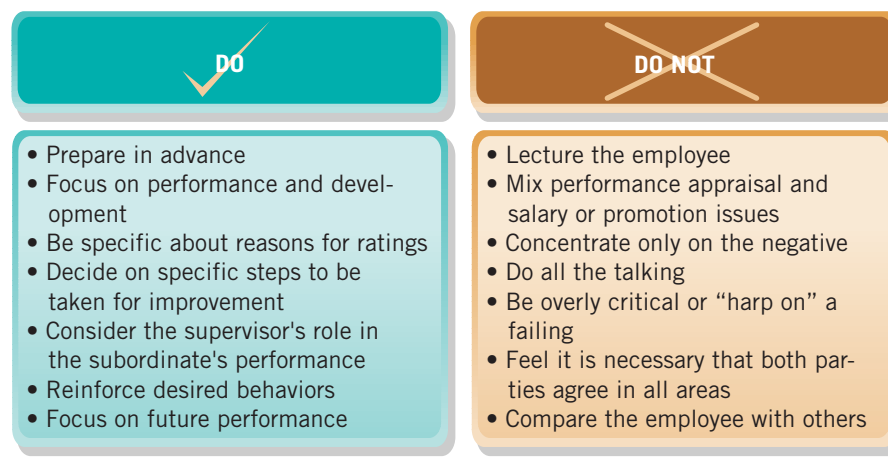 DO
• Prepare in advance
• Focus on performance and devel-
opment
• Be specific about reasons for ratings
• Decide on specific steps to be
taken for improvement
• Consider the supervisor's role in
the subordinate's performance
• Reinforce desired behaviors
• Focus on future performance
DO NOT
• Lecture the employee
• Mix performance appraisal and
salary or promotion issues
• Concentrate only on the negative
• Do all the talking
• Be overly critical or “harp on” a
failing
• Feel it is necessary that both par-
ties agree in all areas
• Compare the employee with others